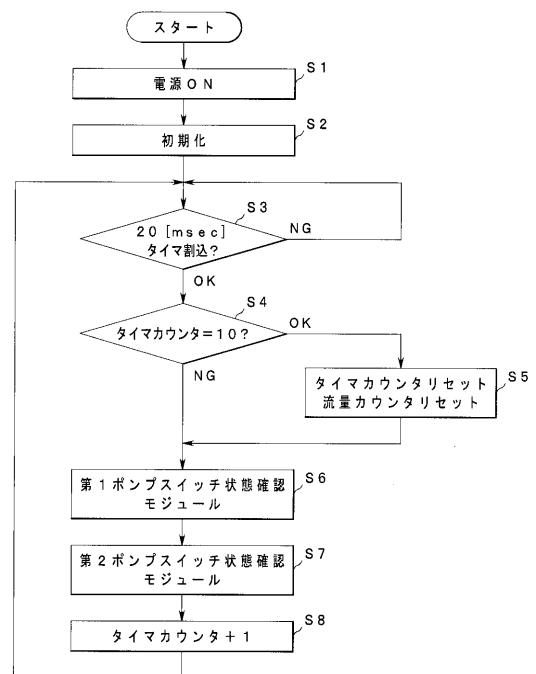 スタート
S1
電源ON
S2
初期化
S3
20[msec]
タイマ割込?
NG
OK
S4
タイマカウンタ=10?
OK
NG
S5
タイマカウンタリセット
流量カウンタリセット
S6
第1ポンプスイッチ状態確認
モジュール
S7
第2ポンプスイッチ状態確認
モジュール
S8
タイマカウンタ+1